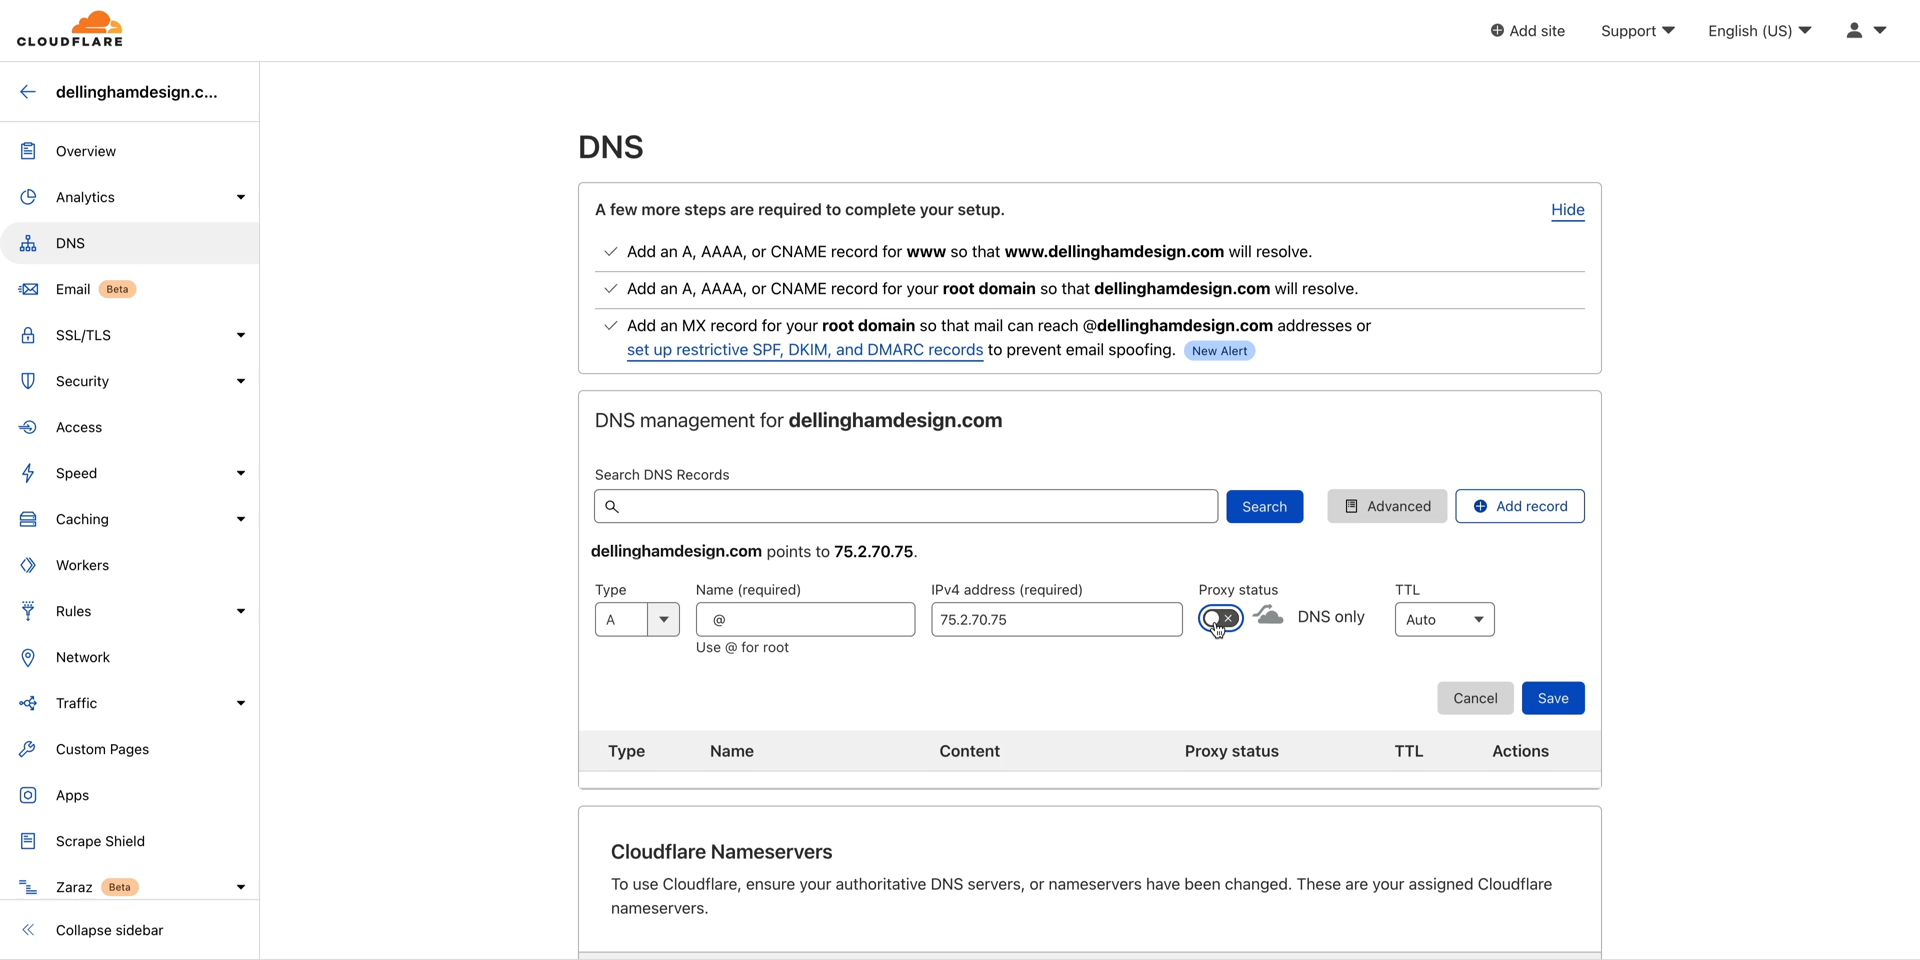 CLOUDFLARE
Add site
Support
English (US)
dellinghamdesign.c...
Overview
Analytics
DNS
Email Beta
SSL/TLS
Security
Access
Speed
Caching
Workers
Rules
Network
Traffic
Custom Pages
Apps
Scrape Shield
Zaraz Beta
Collapse sidebar
DNS
A few more steps are required to complete your setup.
Hide
Add an A, AAAA, or CNAME record for www so that www.dellinghamdesign.com will resolve.
Add an A, AAAA, or CNAME record for your root domain so that dellinghamdesign.com will resolve.
Add an MX record for your root domain so that mail can reach @dellinghamdesign.com addresses or
set up restrictive SPF, DKIM, and DMARC records to prevent email spoofing. New Alert
DNS management for dellinghamdesign.com
Search DNS Records
Search
Advanced
Add record
dellinghamdesign.com points to 75.2.70.75.
Type Name (required) IPv4 address (required) Proxy status TTL
A @ 75.2.70.75 DNS only Auto
Use @ for root
Cancel Save
Type Name Content Proxy status TTL Actions
Cloudflare Nameservers
To use Cloudflare, ensure your authoritative DNS servers, or nameservers have been changed. These are your assigned Cloudflare
nameservers.